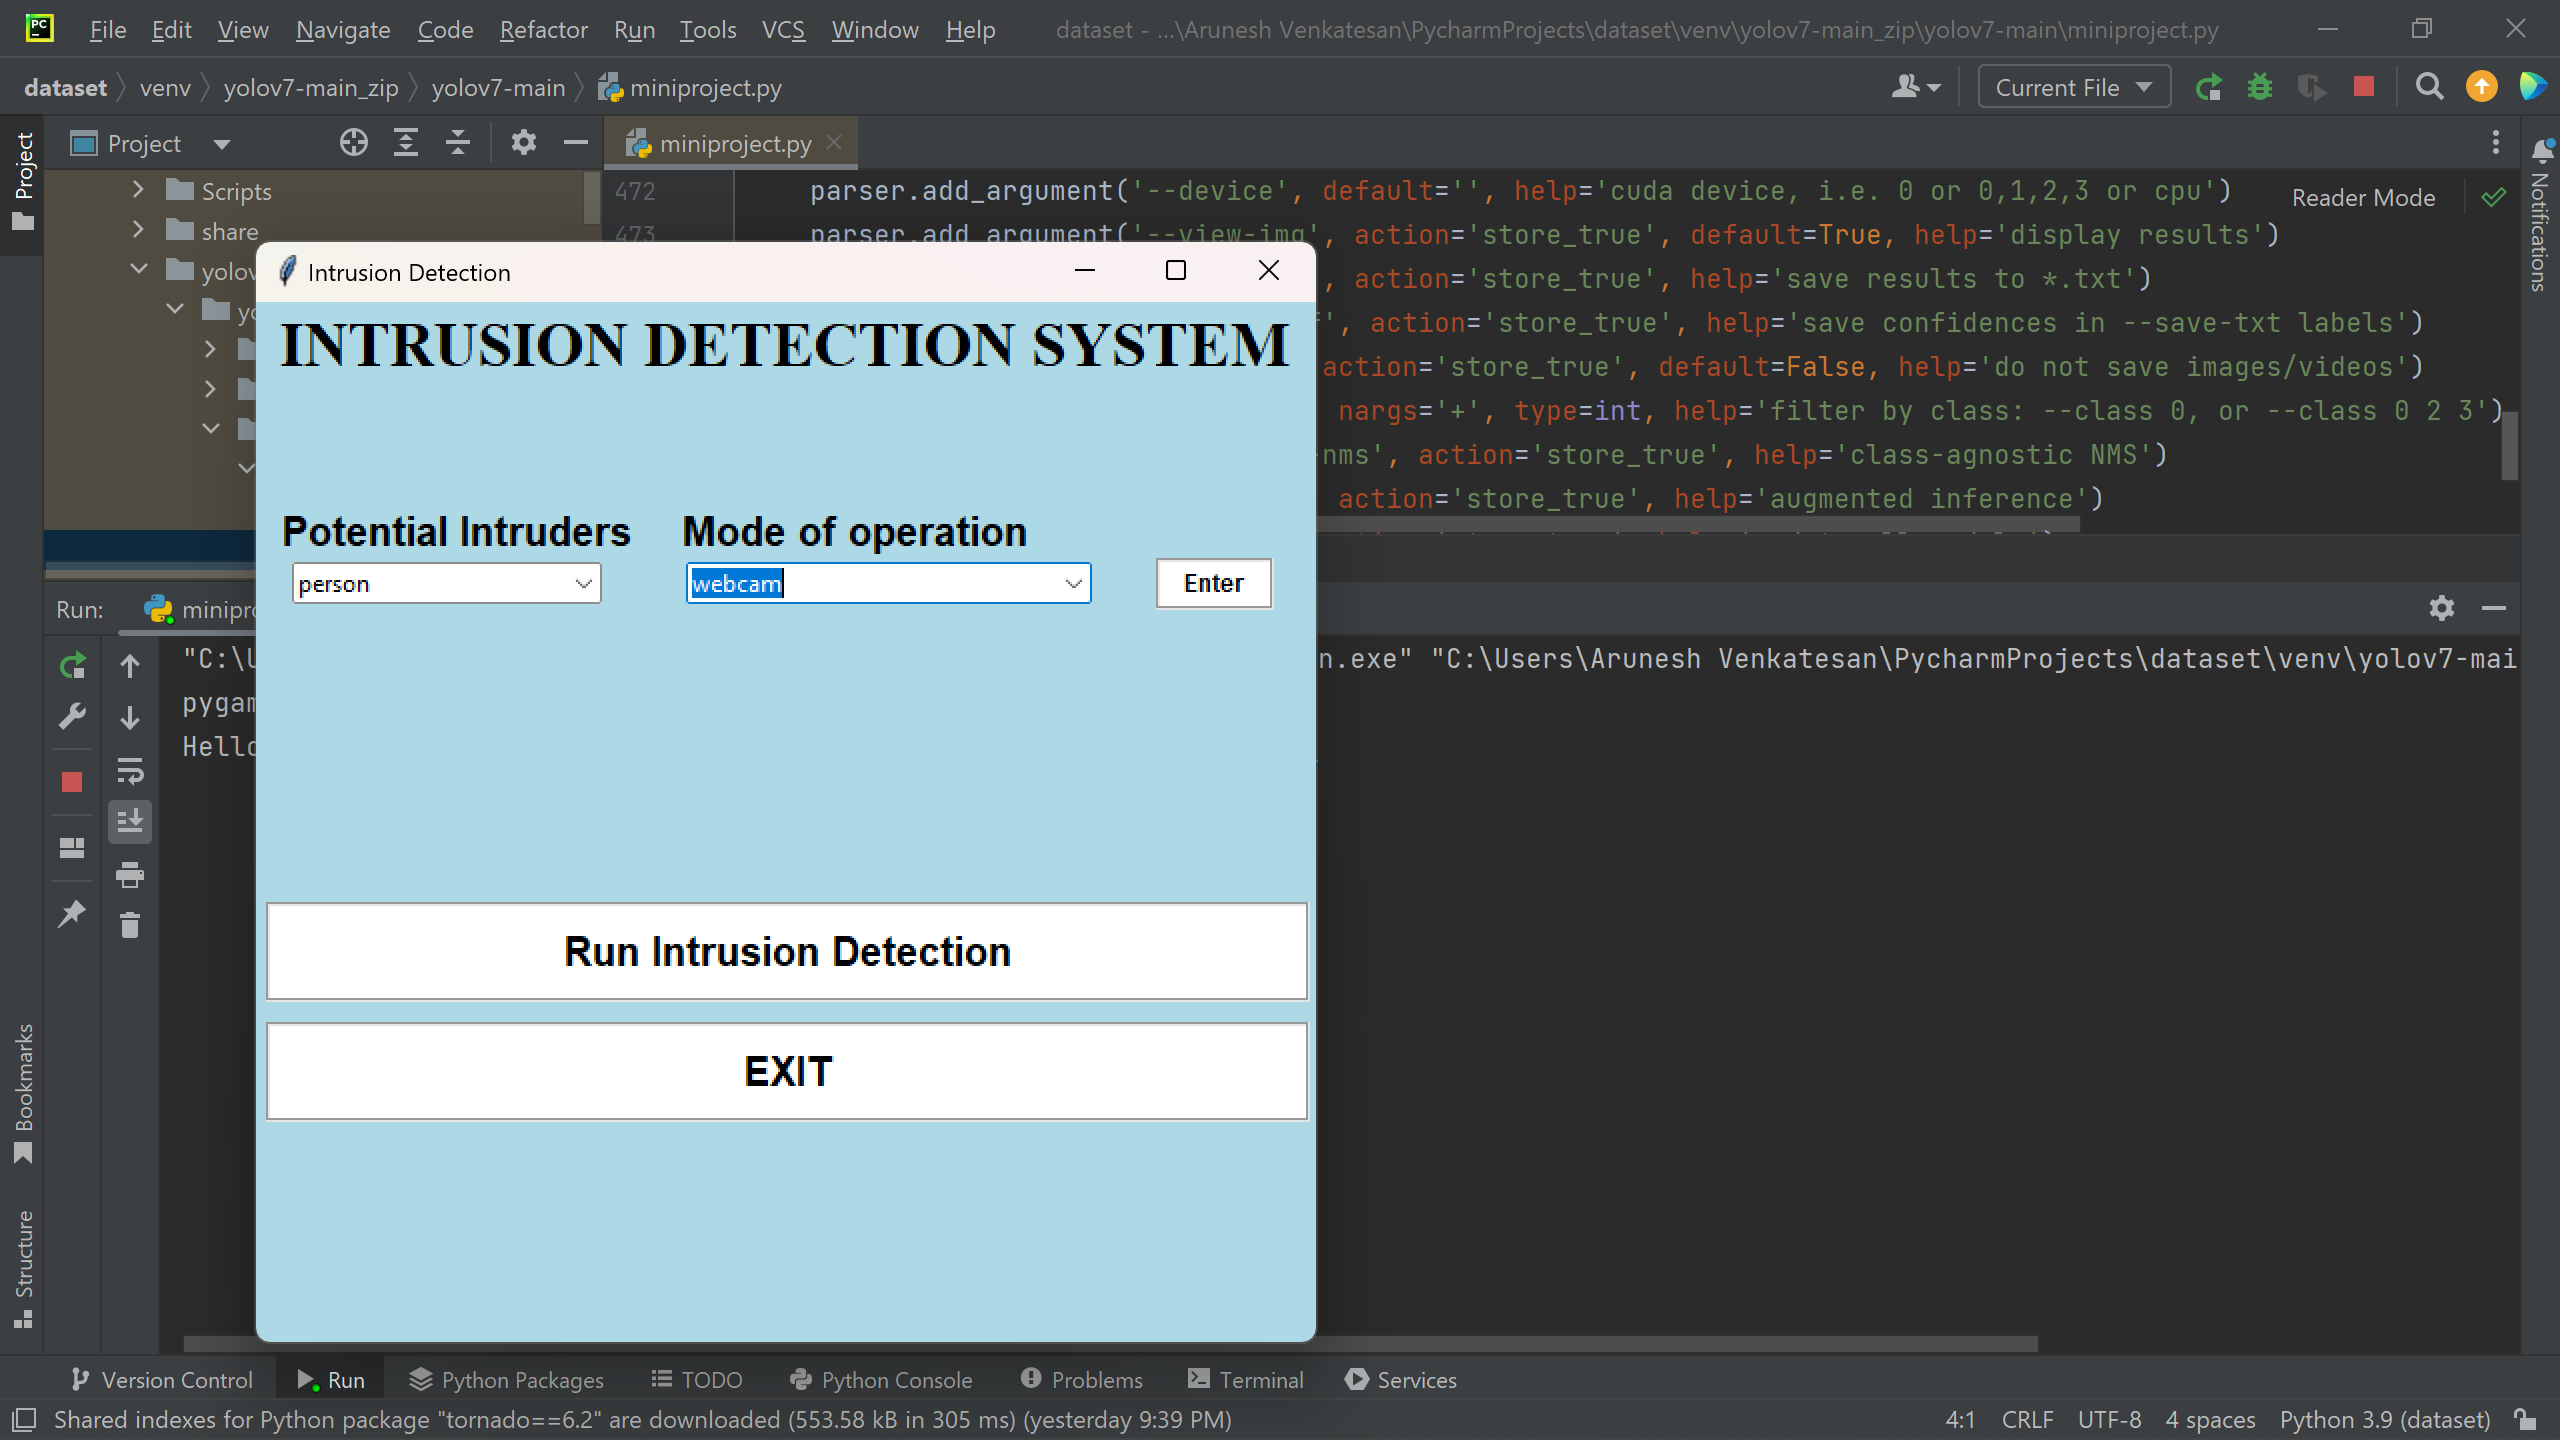 PC
File Edit View Navigate Code Refactor Run Tools VCS Window Help dataset - ...\Arunesh Venkatesan\PycharmProjects\dataset\venv\yolov7-main_zip\yolov7-main\miniproject.py
dataset venv yolov7-main_zip yolov7-main miniproject.py Current File
Project
Project
miniproject.py
Notifications
Scripts
share
yolov
472 parser.add_argument('--device', default='', help='cuda device, i.e. 0 or 0,1,2,3 or cpu')
Reader Mode
473 parser.add_argument('--view-img', action='store_true', default=True, help='display results')
, action='store_true', help='save results to *.txt')
', action='store_true', help='save confidences in --save-txt labels')
action='store_true', default=False, help='do not save images/videos')
nargs='+', type=int, help='filter by class: --class 0, or --class 0 2 3')
-nms', action='store_true', help='class-agnostic NMS')
action='store_true', help='augmented inference')
Intrusion Detection
INTRUSION DETECTION SYSTEM
Potential Intruders Mode of operation
person webcam Enter
Run Intrusion Detection
EXIT
Run: minipro
"C:\U n.exe" "C:\Users\Arunesh Venkatesan\PycharmProjects\dataset\venv\yolov7-mai
pygam
Hello
Bookmarks
Structure
Version Control Run Python Packages TODO Python Console Problems Terminal Services
Shared indexes for Python package "tornado==6.2" are downloaded (553.58 kB in 305 ms) (yesterday 9:39 PM) 4:1 CRLF UTF-8 4 spaces Python 3.9 (dataset)